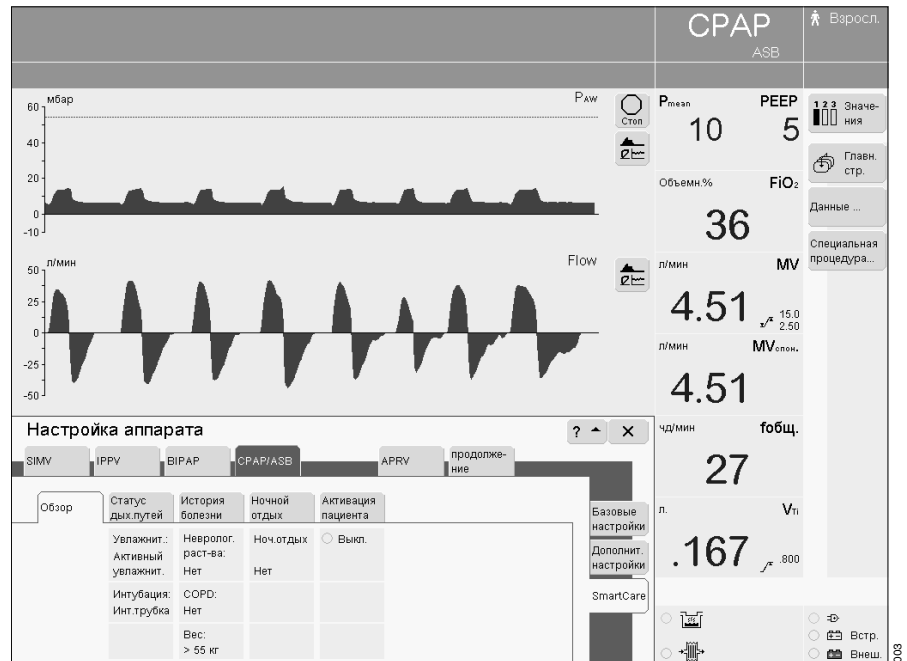 CPAP
ASB
Взросл.
мбар
PAW
60
40
20
0
-10
Стоп
Pmean
PEEP
10
5
1 2 3 Значе-
ния
Главн.
стр.
Объемн.%
FiO2
36
Данные ...
Специальная
процедура...
л/мин
Flow
50
25
0
-25
-50
л/мин
MV
4.51
15.0
2.50
л/мин
MVспон.
4.51
Настройка аппарата
?
X
SIMV
IPPV
BIPAP
CPAP/ASB
APRV
продолже-
ние
чд/мин
fобщ.
27
Обзор
Статус
дых.путей
История
болезни
Ночной
отдых
Активация
пациента
Базовые
настройки
Дополнит.
настройки
SmartCare
Увлажнит.:
Активный
увлажнит.
Невролог.
раст-ва:
Нет
Ноч.отдых
Нет
Выкл.
Интубация:
Инт.трубка
COPD:
Нет
Вес:
> 55 кг
л.
VTi
.167
.800
Встр.
Внеш.
003